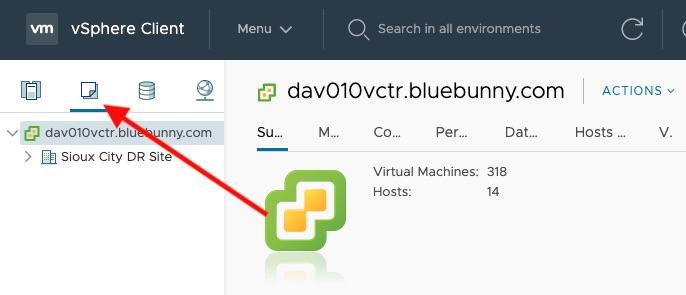 vm vSphere Client Menu Search in all environments
dav010vctr.bluebunny.com ACTIONS
dav010vctr.bluebunny.com
Sioux City DR Site
Su... M... Co... Per... Dat... Hosts ... V.
Virtual Machines: 318
Hosts: 14